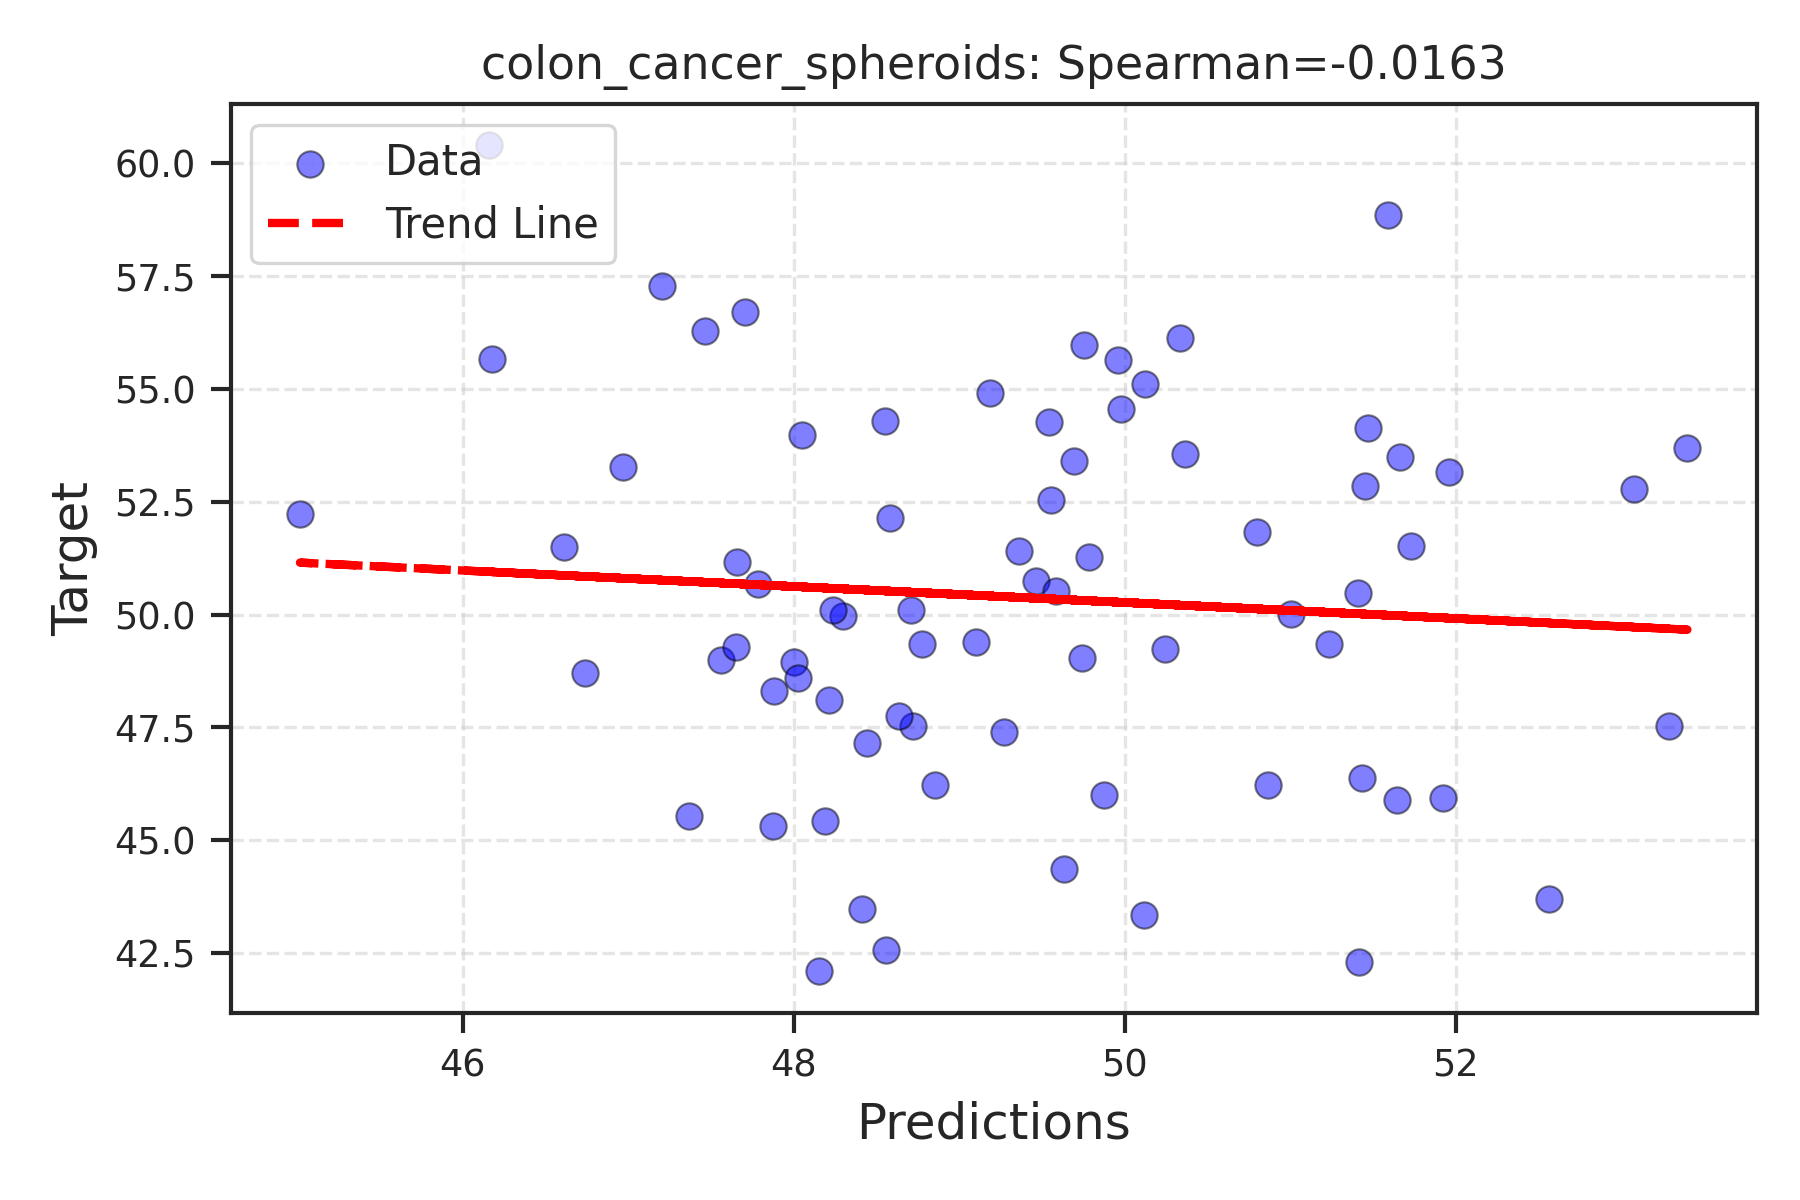 colon_cancer_spheroids: Spearman=-0.0163
Data
Trend Line
60.0
57.5
55.0
52.5
50.0
47.5
45.0
42.5
Target
46 48 50 52
Predictions